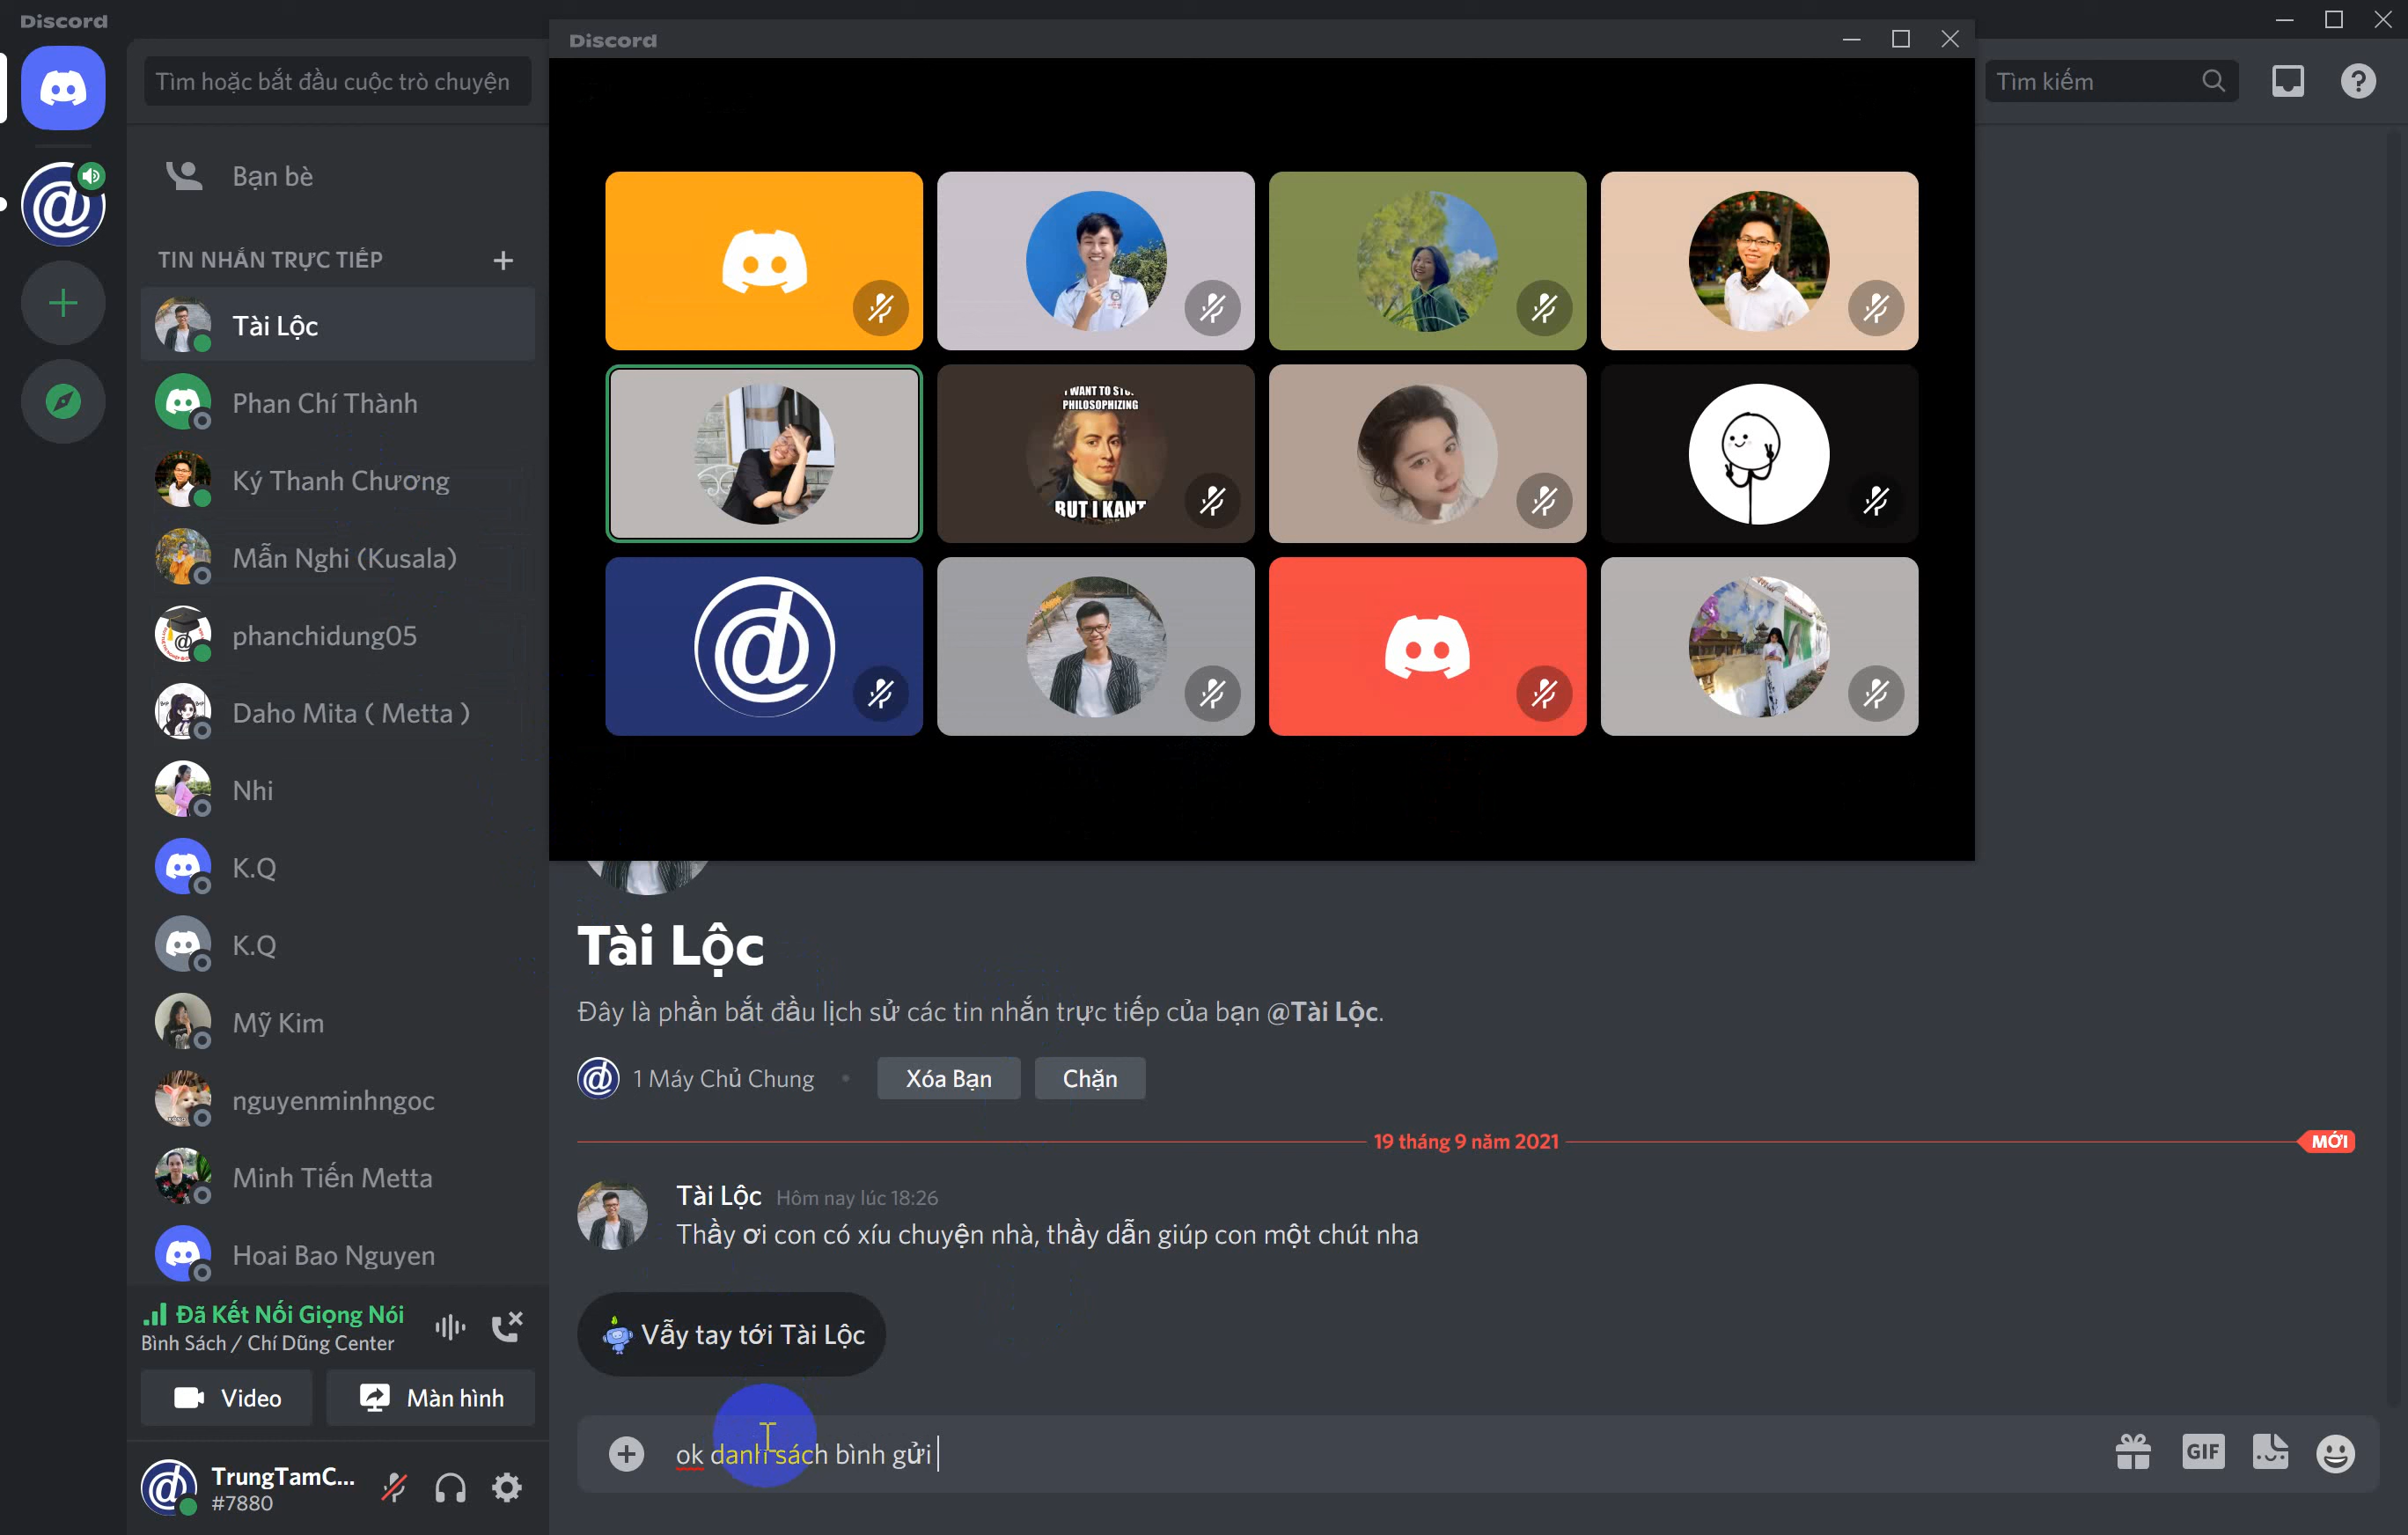 Discord
Tìm hoặc bắt đầu cuộc trò chuyện
Bạn bè
TIN NHẮN TRỰC TIẾP
Tài Lộc
Phan Chí Thành
Ký Thanh Chương
Mẫn Nghi (Kusala)
phanchidung05
Daho Mita ( Metta )
Nhi
K.Q
K.Q
Mỹ Kim
nguyenminhngoc
Minh Tiến Metta
Hoai Bao Nguyen
Đã Kết Nối Giọng Nói
Bình Sách / Chí Dũng Center
Video
Màn hình
TrungTamC...
#7880
Discord
I WANT TO STOP
PHILOSOPHIZING
BUT I KANT
Tìm kiếm
Tài Lộc
Đây là phần bắt đầu lịch sử các tin nhắn trực tiếp của bạn @Tài Lộc.
1 Máy Chủ Chung
Xóa Bạn
Chặn
19 tháng 9 năm 2021
MỚI
Tài Lộc Hôm nay lúc 18:26
Thầy ơi con có xíu chuyện nhà, thầy dẫn giúp con một chút nha
Vẫy tay tới Tài Lộc
ok danh sách bình gửi
GIF